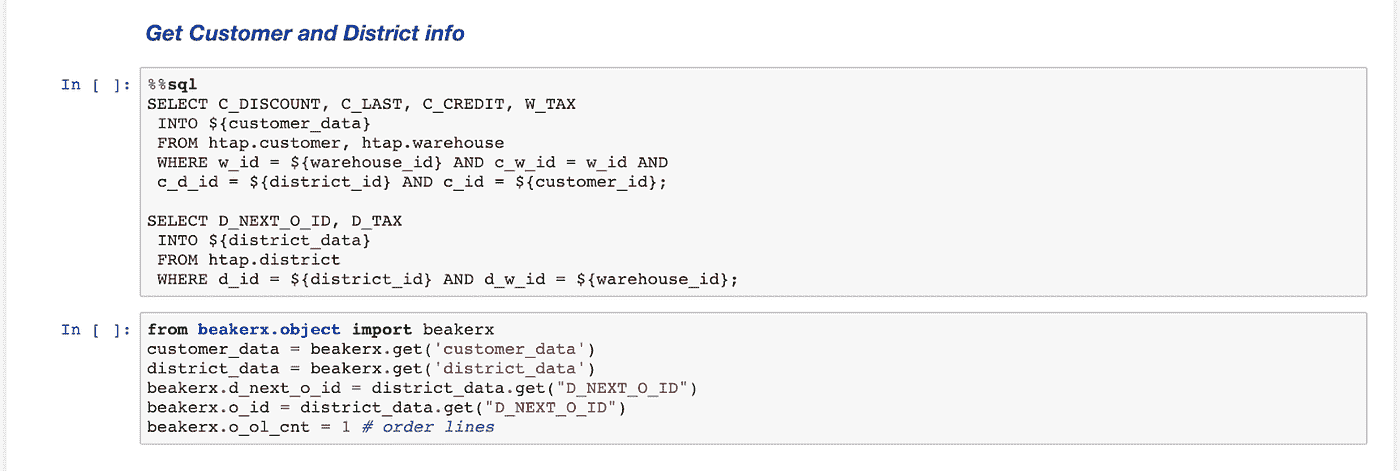 Get Customer and District info
In [ ]:
%%sql
SELECT C_DISCOUNT, C_LAST, C_CREDIT, W_TAX
INTO ${customer_data}
FROM htap.customer, htap.warehouse
WHERE w_id = ${warehouse_id} AND c_w_id = w_id AND
c_d_id = ${district_id} AND c_id = ${customer_id};
SELECT D_NEXT_O_ID, D_TAX
INTO ${district_data}
FROM htap.district
WHERE d_id = ${district_id} AND d_w_id = ${warehouse_id};
In [ ]:
from beakerx.object import beakerx
customer_data = beakerx.get('customer_data')
district_data = beakerx.get('district_data')
beakerx.d_next_o_id = district_data.get("D_NEXT_O_ID")
beakerx.o_id = district_data.get("D_NEXT_O_ID")
beakerx.o_ol_cnt = 1 # order lines